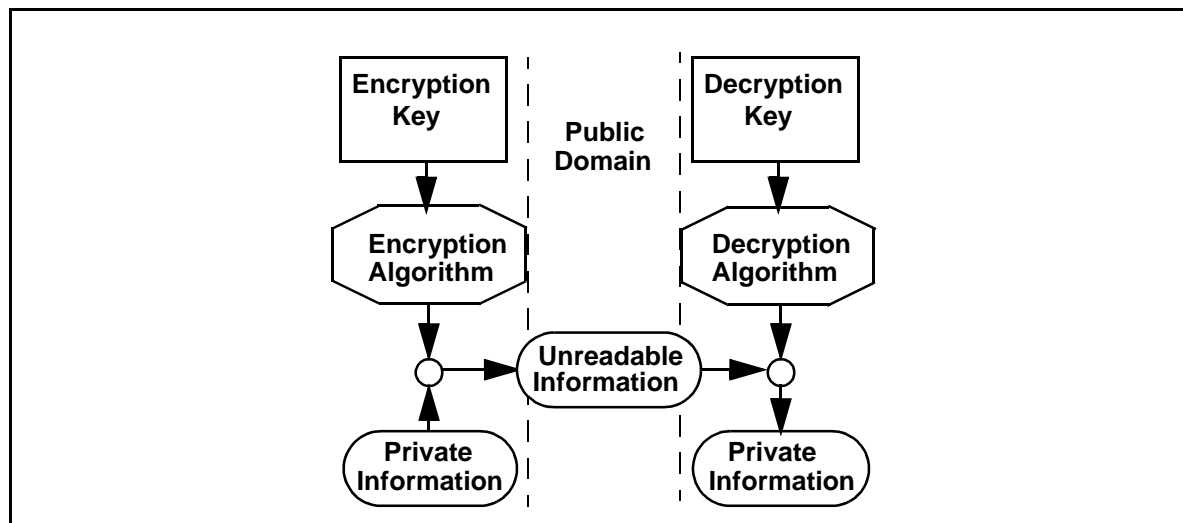 Encryption
Key
Decryption
Key
Public
Domain
Encryption
Algorithm
Decryption
Algorithm
Unreadable
Information
Private
Information
Private
Information